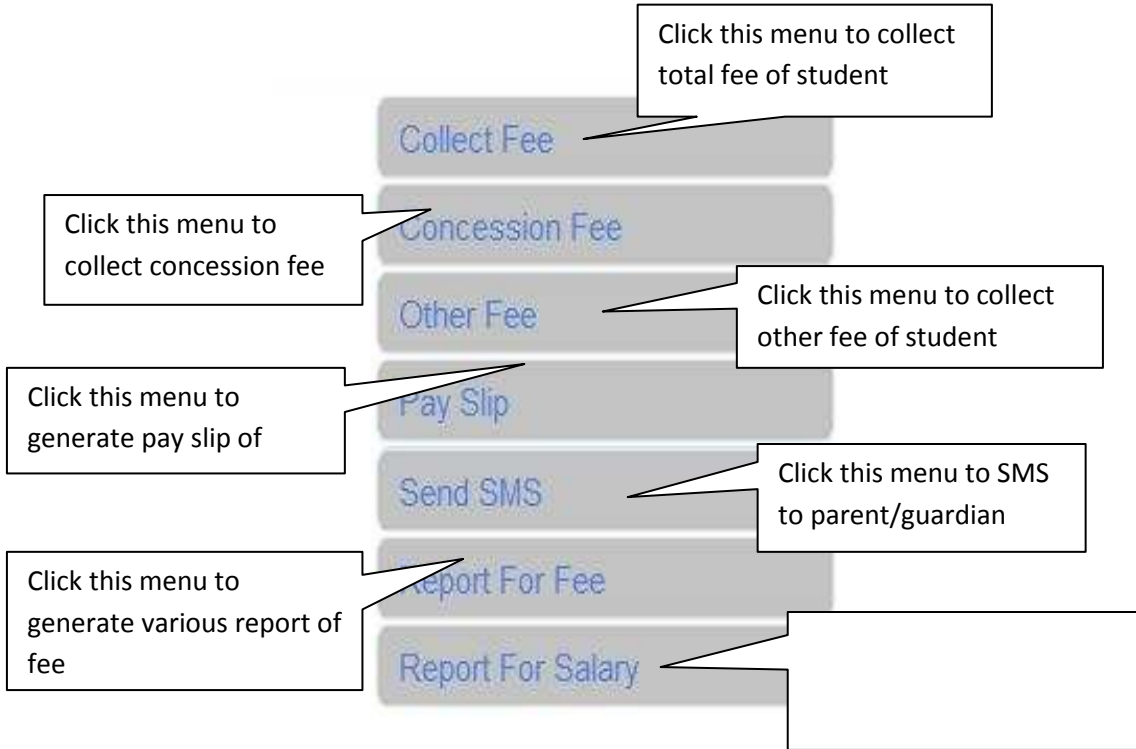 Click this menu to collect
total fee of student
Collect Fee
Click this menu to
collect concession fee
Concession Fee
Other Fee
Click this menu to collect
other fee of student
Click this menu to
generate pay slip of
Pay Slip
Send SMS
Click this menu to SMS
to parent/guardian
Click this menu to
generate various report of
fee
Report For Fee
Report For Salary